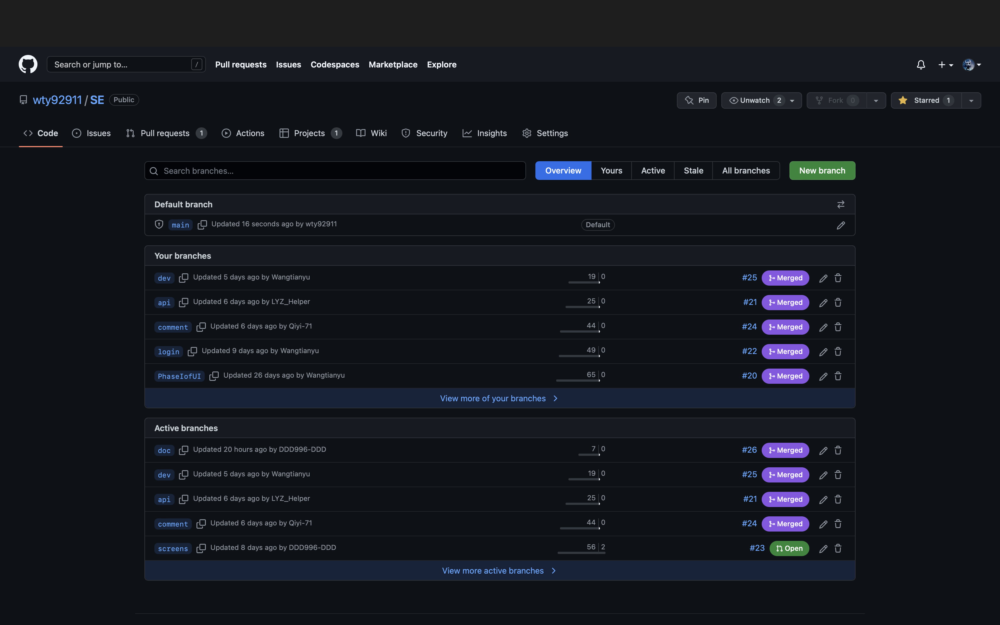 Search or jump to... / Pull requests Issues Codespaces Marketplace Explore
wty92911 / SE Public Pin Unwatch 2 Fork 0 Starred 1
Code Issues Pull requests 1 Actions Projects 1 Wiki Security Insights Settings
Search branches... Overview Yours Active Stale All branches New branch
Default branch
main Updated 16 seconds ago by wty92911 Default
Your branches
dev Updated 5 days ago by Wangtianyu 19 0 #25 Merged
api Updated 6 days ago by LYZ_Helper 25 0 #21 Merged
comment Updated 6 days ago by Qiyi-71 44 0 #24 Merged
login Updated 9 days ago by Wangtianyu 49 0 #22 Merged
PhaseIofUI Updated 26 days ago by Wangtianyu 65 0 #20 Merged
View more of your branches
Active branches
doc Updated 20 hours ago by DDD996-DDD 7 0 #26 Merged
dev Updated 5 days ago by Wangtianyu 19 0 #25 Merged
api Updated 6 days ago by LYZ_Helper 25 0 #21 Merged
comment Updated 6 days ago by Qiyi-71 44 0 #24 Merged
screens Updated 8 days ago by DDD996-DDD 56 2 #23 Open
View more active branches